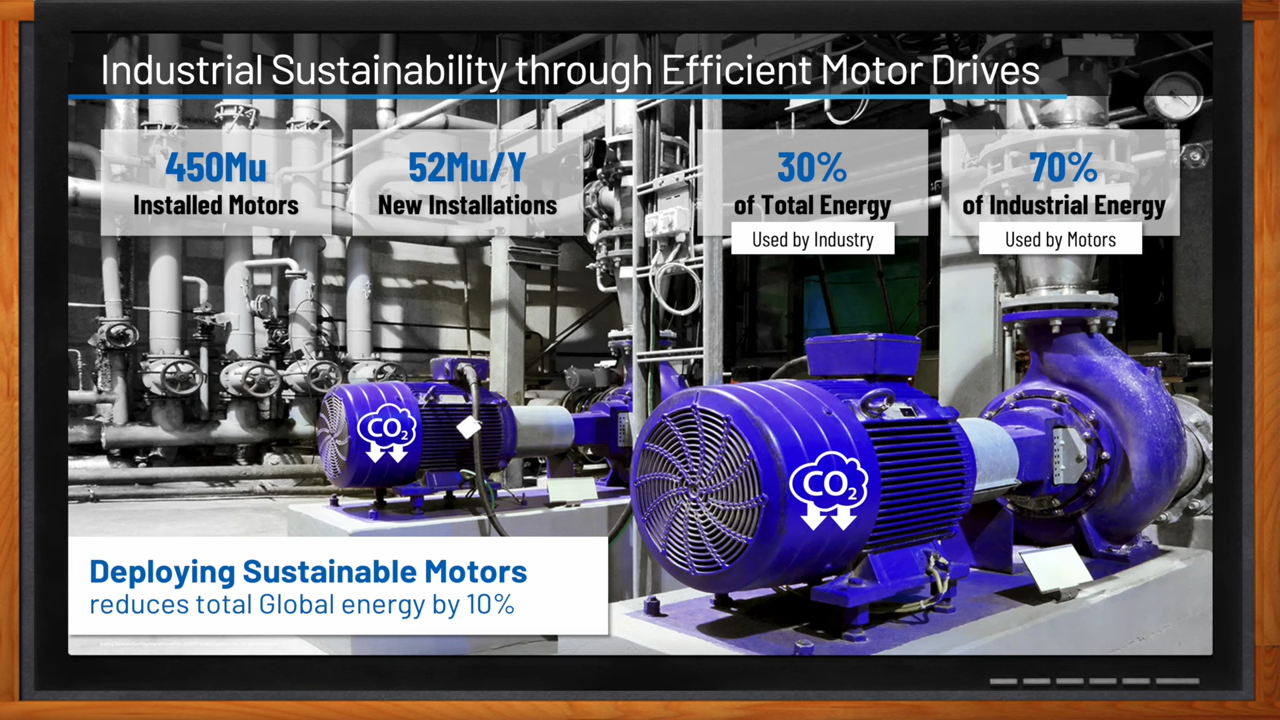 Industrial Sustainability through Efficient Motor Drives
450Mu
Installed Motors
52Mu/Y
New Installations
30%
of Total Energy
Used by Industry
70%
of Industrial Energy
Used by Motors
CO2
CO2
Deploying Sustainable Motors
reduces total Global energy by 10%